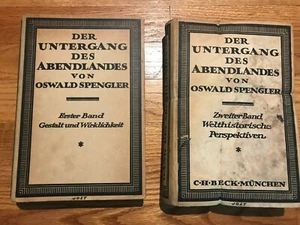 DER
UNTERGANG
DES
ABENDLANDES
VON
OSWALD SPENGLER
Erster Band
Gestalt und Wirklichkeit
DER
UNTERGANG
DES
ABENDLANDES
VON
OSWALD SPENGLER
Zweiter Band
Welthistorische
Perspektiven
C·H·BECK·MÜNCHEN